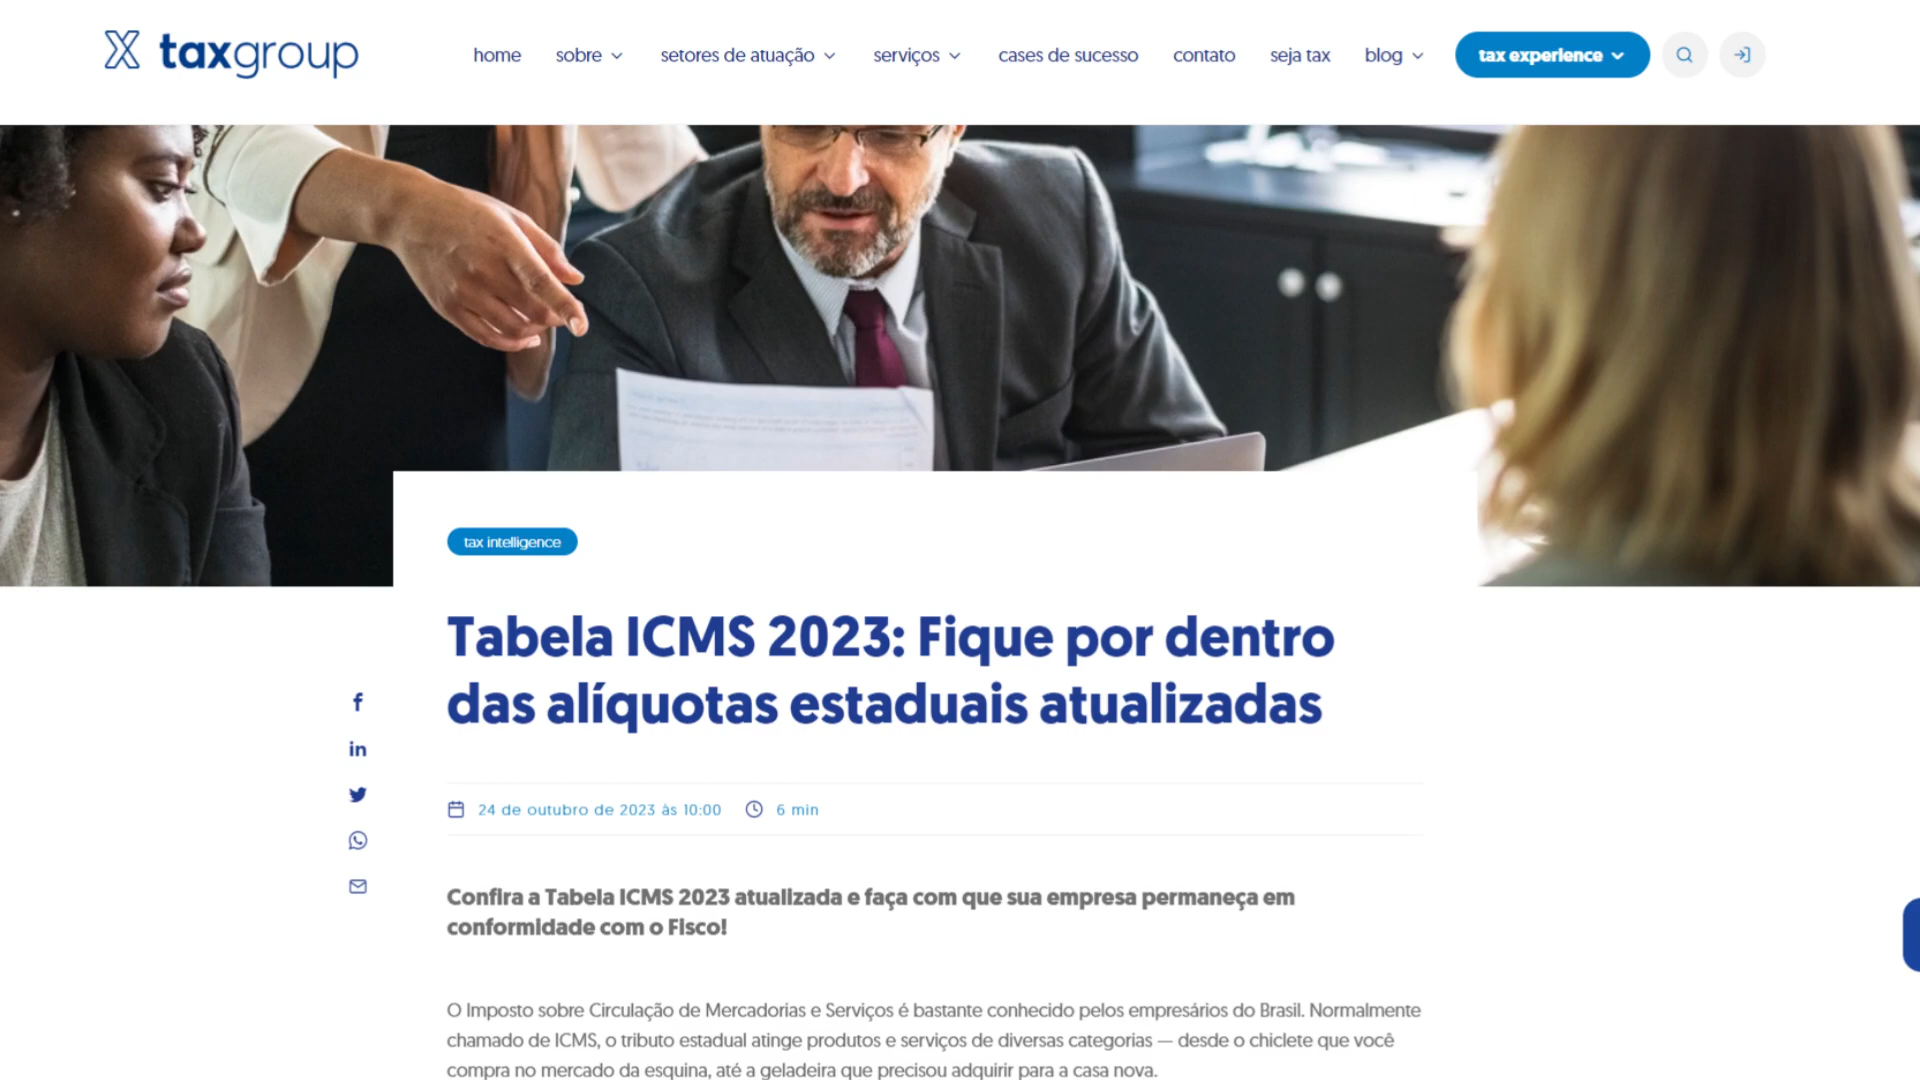 taxgroup
home sobre setores de atuação serviços cases de sucesso contato seja tax blog tax experience
tax intelligence
Tabela ICMS 2023: Fique por dentro
das alíquotas estaduais atualizadas
24 de outubro de 2023 às 10:00 6 min
Confira a Tabela ICMS 2023 atualizada e faça com que sua empresa permaneça em
conformidade com o Fisco!
O Imposto sobre Circulação de Mercadorias e Serviços é bastante conhecido pelos empresários do Brasil. Normalmente
chamado de ICMS, o tributo estadual atinge produtos e serviços de diversas categorias — desde o chiclete que você
compra no mercado da esquina, até a geladeira que precisou adquirir para a casa nova.